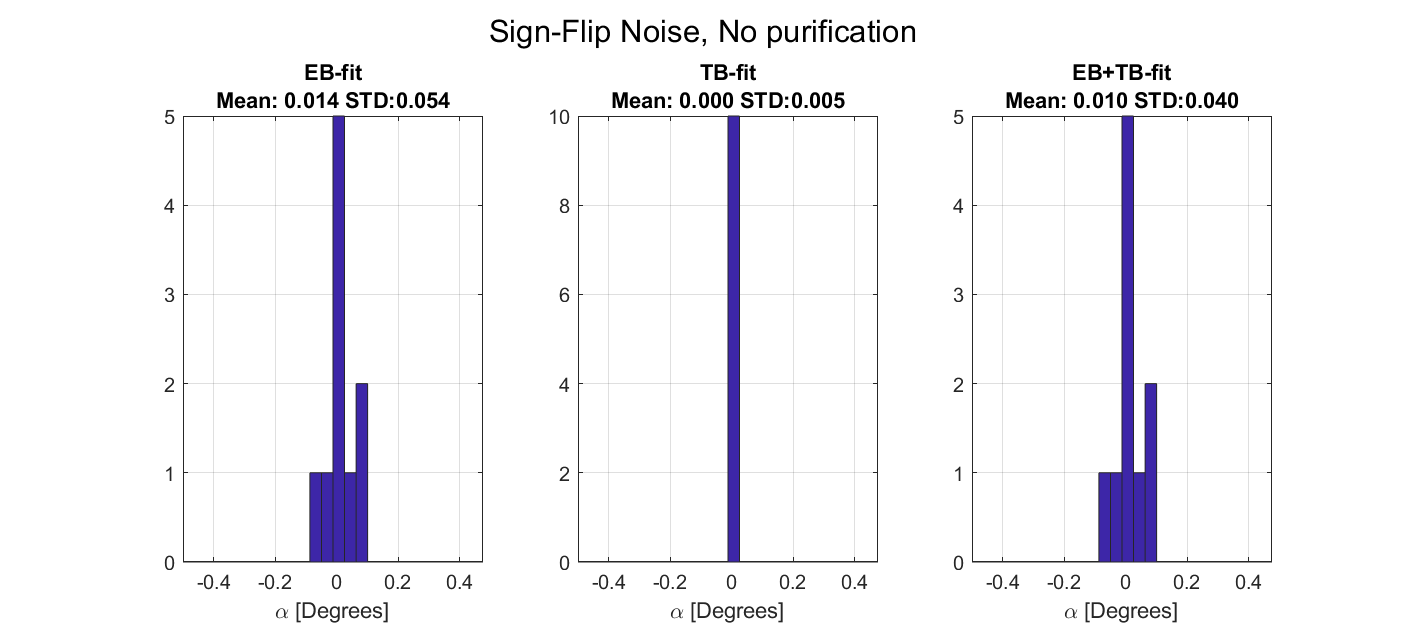 Sign-Flip Noise, No purification
EB-fit
Mean: 0.014 STD:0.054
5
4
3
2
1
0
-0.4 -0.2 0 0.2 0.4
α [Degrees]
TB-fit
Mean: 0.000 STD:0.005
10
8
6
4
2
0
-0.4 -0.2 0 0.2 0.4
α [Degrees]
EB+TB-fit
Mean: 0.010 STD:0.040
5
4
3
2
1
0
-0.4 -0.2 0 0.2 0.4
α [Degrees]